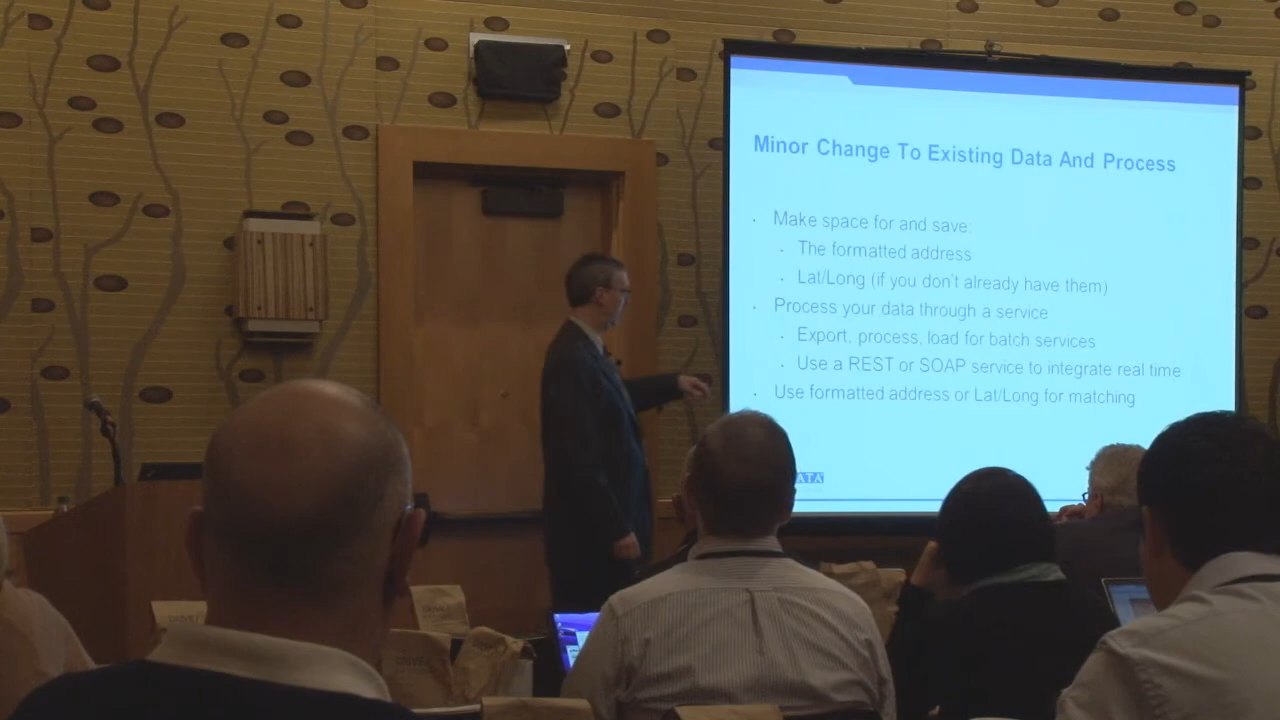 Minor Change To Existing Data And Process
Make space for and save:
The formatted address
Lat/Long (if you don't already have them)
Process your data through a service
Export, process, load for batch services
Use a REST or SOAP service to integrate real time
Use formatted address or Lat/Long for matching